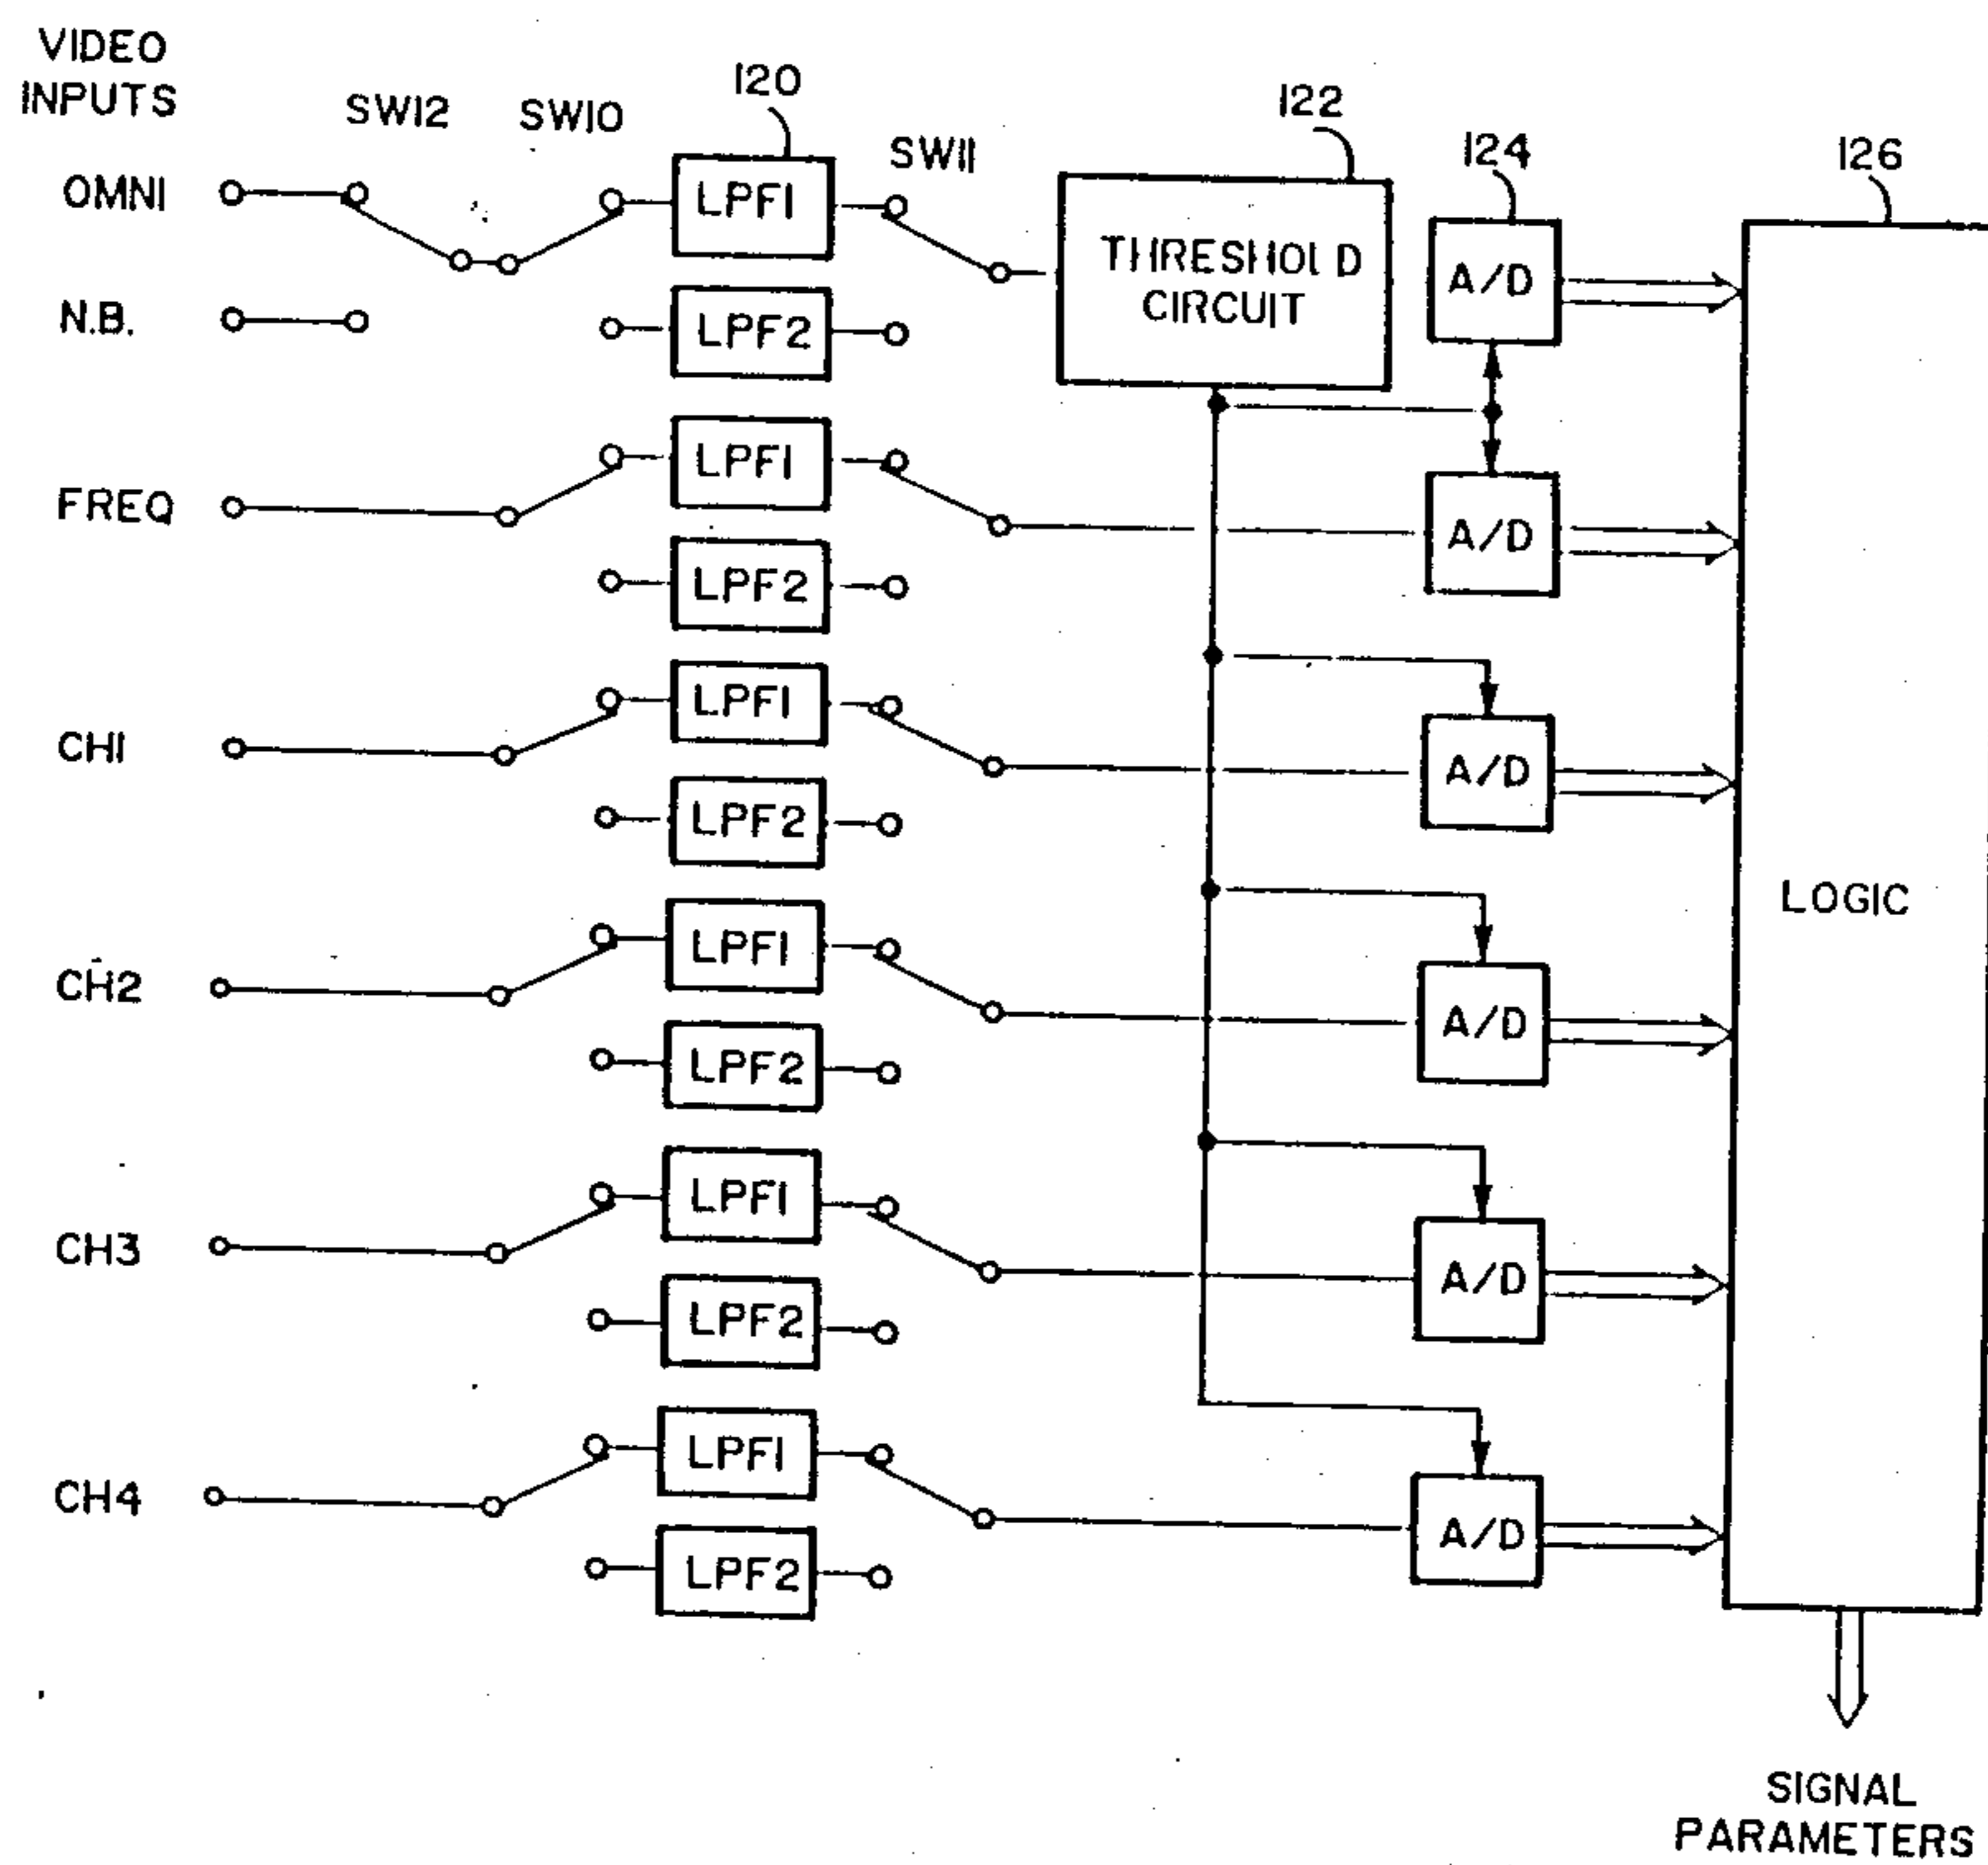 VIDEO
INPUTS
SW12
SW10
120
SW11
122
124
126
OMNI
LPF1
THRESHOLD
CIRCUIT
A/D
N.B.
LPF2
FREQ
LPF1
A/D
LPF2
CH1
LPF1
A/D
LPF2
LOGIC
CH2
LPF1
A/D
LPF2
CH3
LPF1
A/D
LPF2
CH4
LPF1
A/D
LPF2
SIGNAL
PARAMETERS